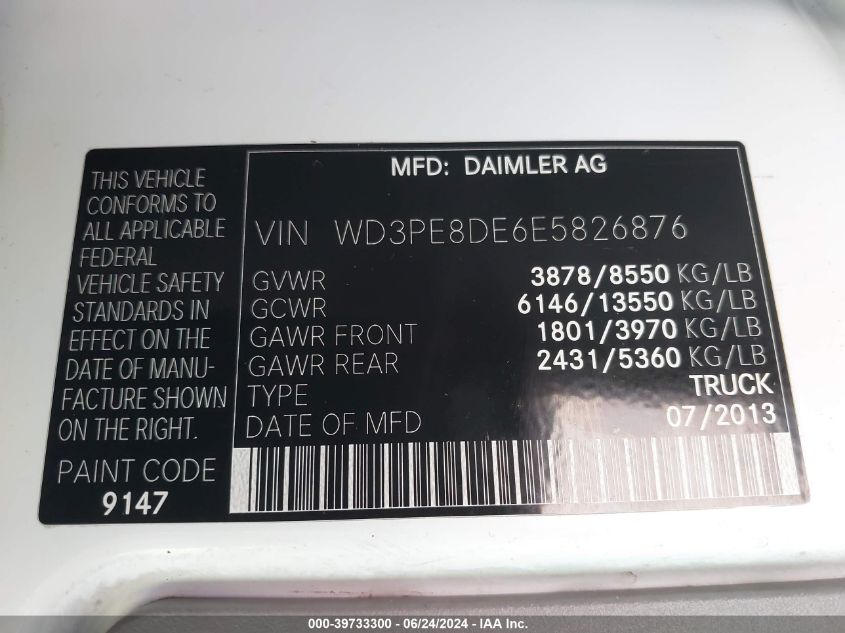 MFD: DAIMLER AG
THIS VEHICLE
CONFORMS TO
ALL APPLICABLE
FEDERAL
VEHICLE SAFETY
STANDARDS IN
EFFECT ON THE
DATE OF MANU-
FACTURE SHOWN
ON THE RIGHT.
PAINT CODE
9147
VIN WD3PE8DE6E5826876
GVWR 3878/8550 KG/LB
GCWR 6146/13550 KG/LB
GAWR FRONT 1801/3970 KG/LB
GAWR REAR 2431/5360 KG/LB
TYPE TRUCK
DATE OF MFD 07/2013
000-39733300 - 06/24/2024 - IAA Inc.